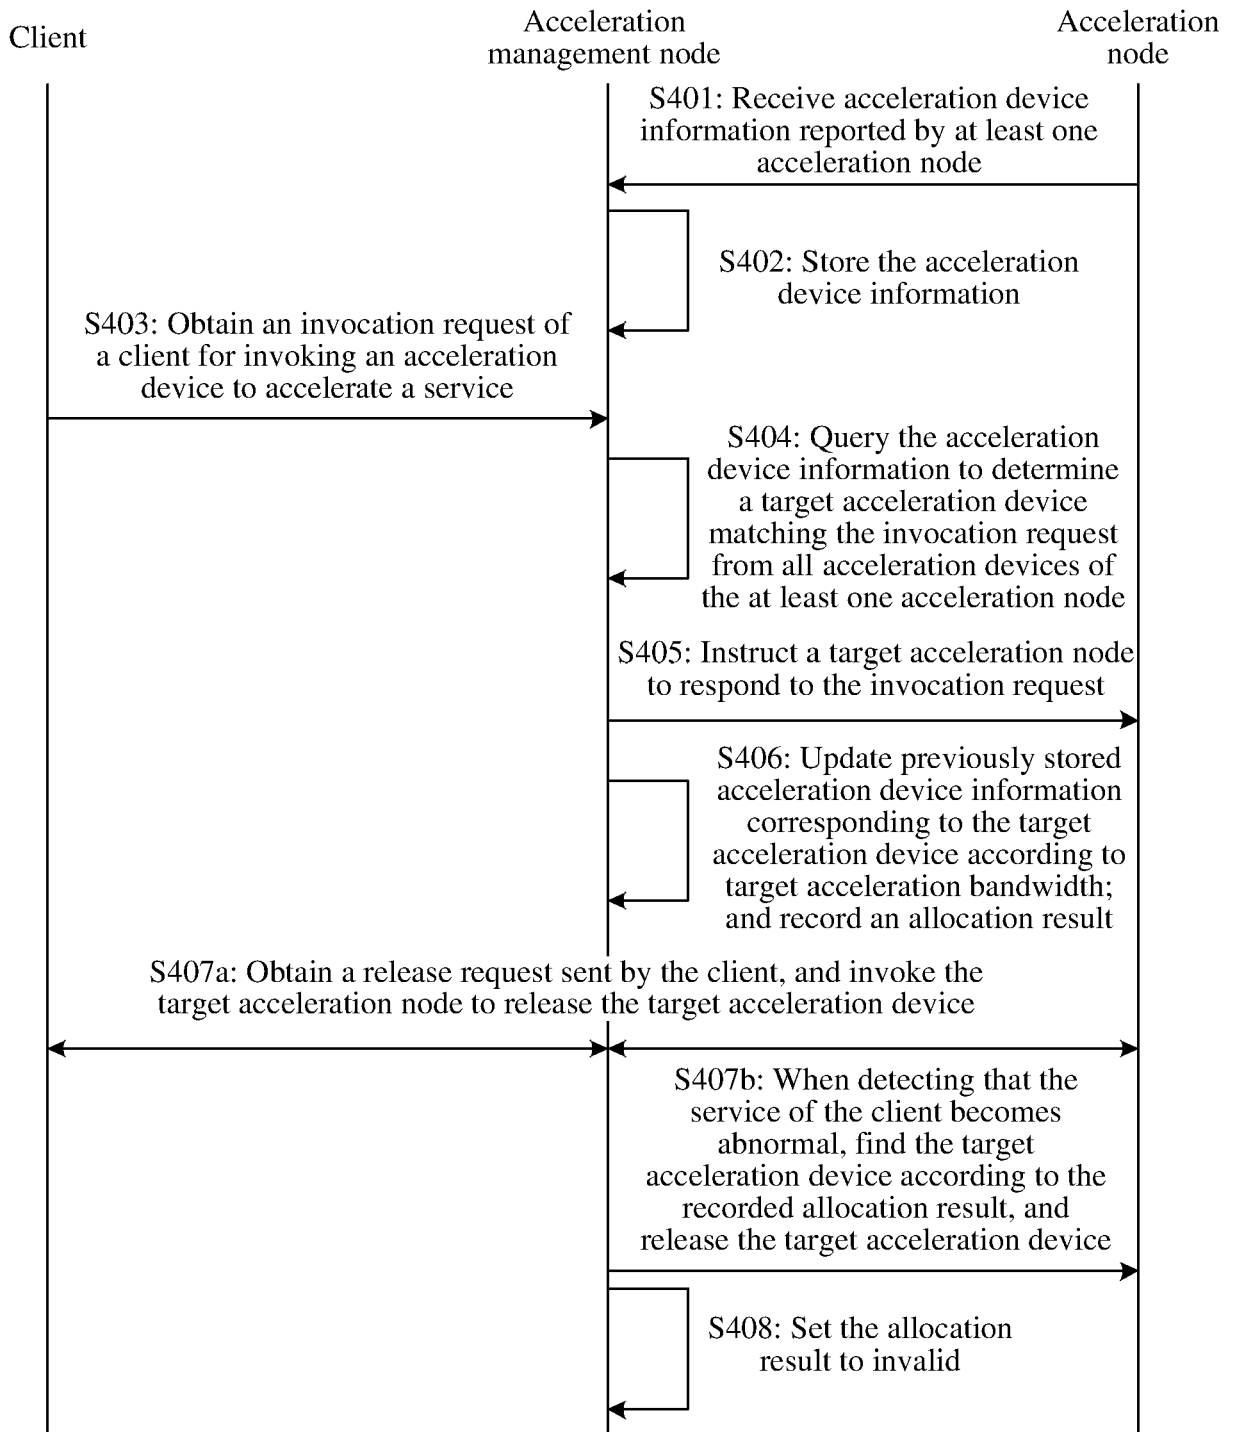 Client
Acceleration
management node
Acceleration
node
S401: Receive acceleration device
information reported by at least one
acceleration node
S402: Store the acceleration
device information
S403: Obtain an invocation request of
a client for invoking an acceleration
device to accelerate a service
S404: Query the acceleration
device information to determine
a target acceleration device
matching the invocation request
from all acceleration devices of
the at least one acceleration node
S405: Instruct a target acceleration node
to respond to the invocation request
S406: Update previously stored
acceleration device information
corresponding to the target
acceleration device according to
target acceleration bandwidth;
and record an allocation result
S407a: Obtain a release request sent by the client, and invoke the
target acceleration node to release the target acceleration device
S407b: When detecting that the
service of the client becomes
abnormal, find the target
acceleration device according to the
recorded allocation result, and
release the target acceleration device
S408: Set the allocation
result to invalid